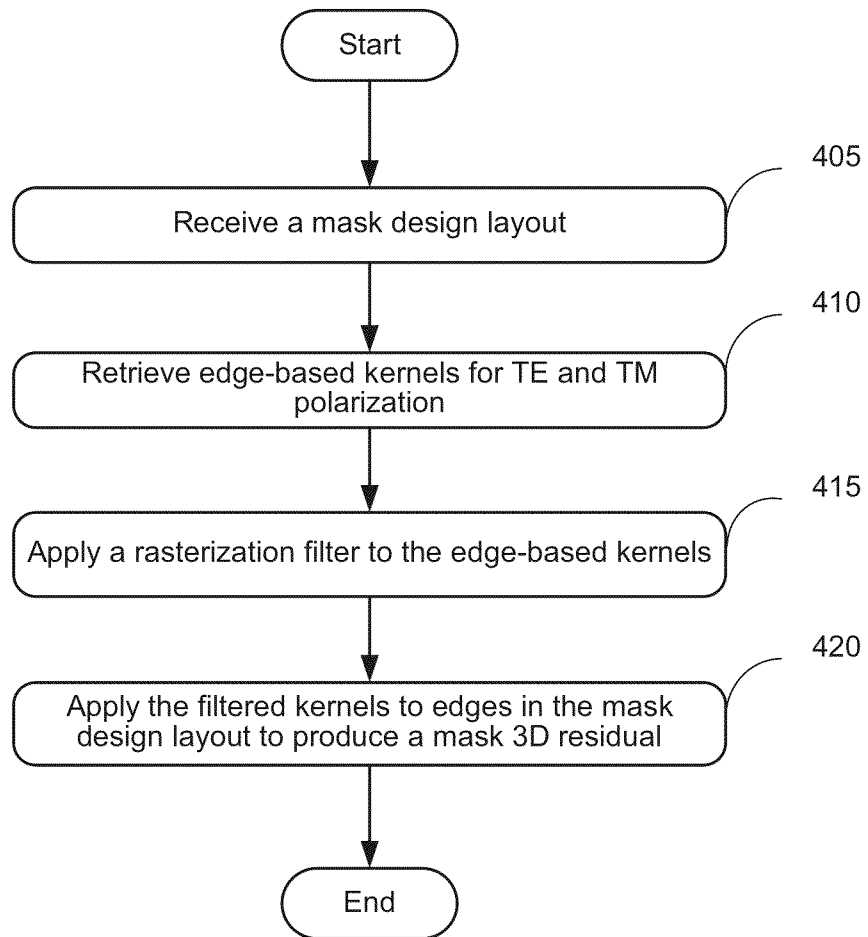 Start
405
Receive a mask design layout
410
Retrieve edge-based kernels for TE and TM
polarization
415
Apply a rasterization filter to the edge-based kernels
420
Apply the filtered kernels to edges in the mask
design layout to produce a mask 3D residual
End